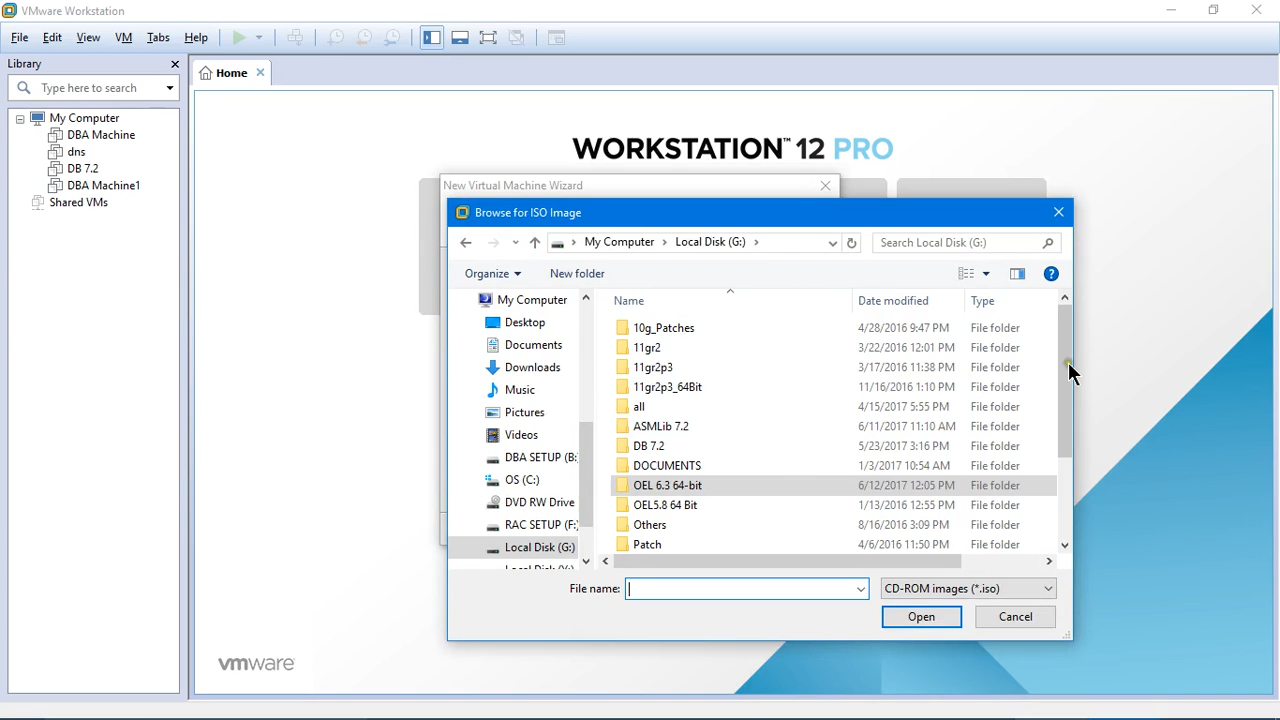 VMware Workstation
File Edit View VM Tabs Help
Library
Type here to search
My Computer
DBA Machine
dns
DB 7.2
DBA Machine1
Shared VMs
Home
WORKSTATION™ 12 PRO
New Virtual Machine Wizard
Browse for ISO Image
My Computer > Local Disk (G:) >
Search Local Disk (G:)
Organize New folder
My Computer
Desktop
Documents
Downloads
Music
Pictures
Videos
DBA SETUP (B:
OS (C:)
DVD RW Drive
RAC SETUP (F:
Local Disk (G:)
Name Date modified Type
10g_Patches 4/28/2016 9:47 PM File folder
11gr2 3/22/2016 12:01 PM File folder
11gr2p3 3/17/2016 11:38 PM File folder
11gr2p3_64Bit 11/16/2016 1:10 PM File folder
all 4/15/2017 5:55 PM File folder
ASMLib 7.2 6/11/2017 11:10 AM File folder
DB 7.2 5/23/2017 3:16 PM File folder
DOCUMENTS 1/3/2017 10:54 AM File folder
OEL 6.3 64-bit 6/12/2017 12:05 PM File folder
OEL5.8 64 Bit 1/13/2016 12:55 PM File folder
Others 8/16/2016 3:09 PM File folder
Patch 4/6/2016 11:50 PM File folder
File name: CD-ROM images (*.iso)
Open Cancel
vmware